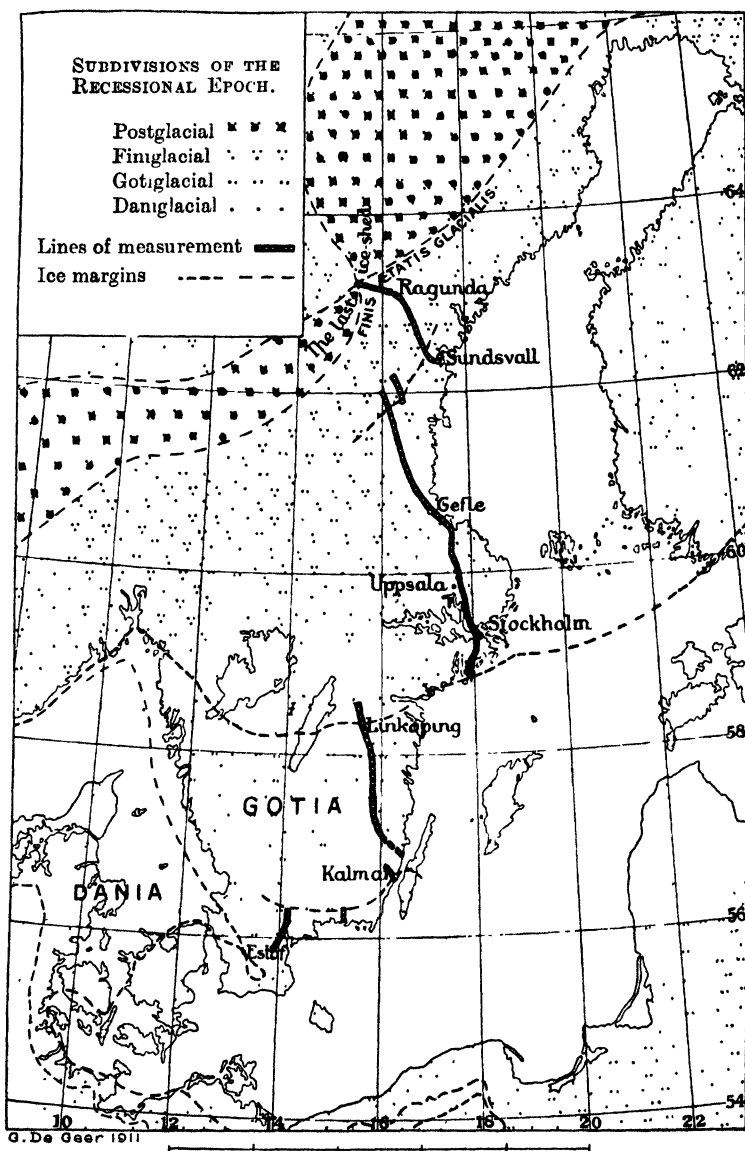 SUBDIVISIONS OF THE
RECESSIONAL EPOCH.
Postglacial
Finiglacial
Gotiglacial
Daniglacial
Lines of measurement
Ice margins
64
The last ice-shed
FINIS ÆTATIS GLACIALIS
Ragunda
Sundsvall
62
Gefle
60
Uppsala
Stockholm
Linköping
58
GOTIA
Kalmar
DANIA
56
54
10 12 14 16 18 20 22
G. De Geer 1911